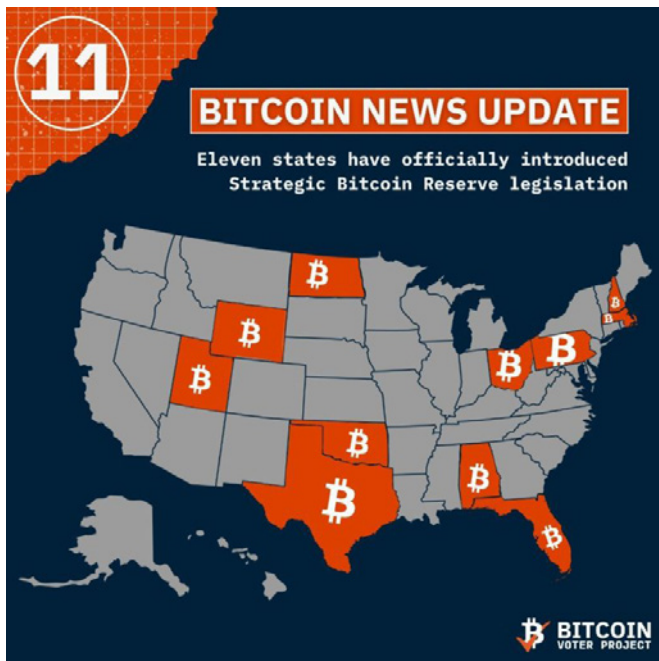 11
BITCOIN NEWS UPDATE
Eleven states have officially introduced
Strategic Bitcoin Reserve legislation
BITCOIN
VOTER PROJECT